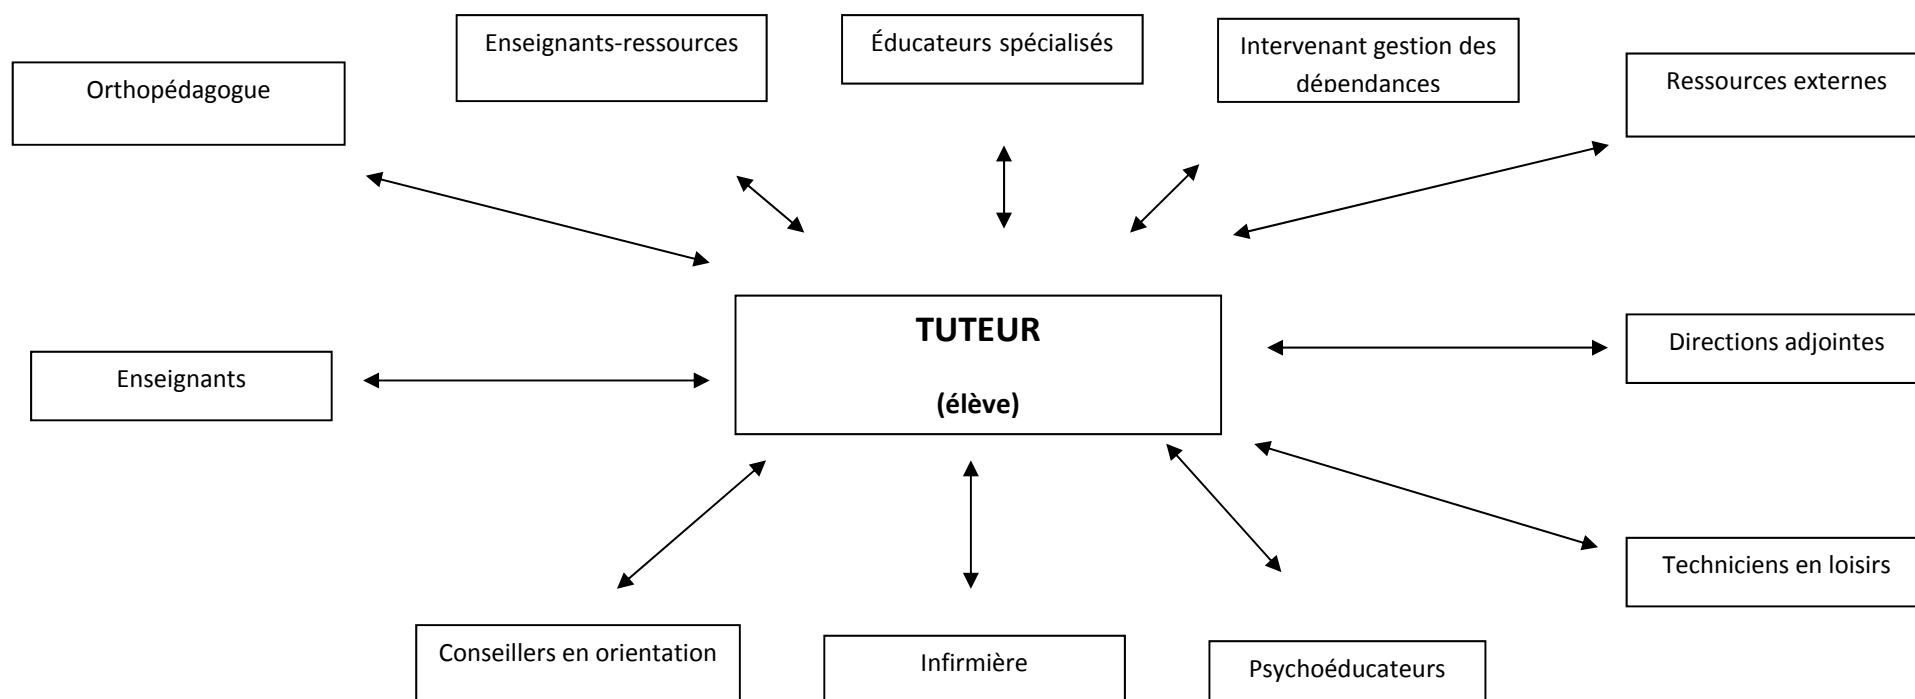 Enseignants-ressources
Éducateurs spécialisés
Intervenant gestion des
dépendances
Orthopédagogue
Ressources externes
TUTEUR
(élève)
Directions adjointes
Enseignants
Techniciens en loisirs
Conseillers en orientation
Infirmière
Psychoéducateurs